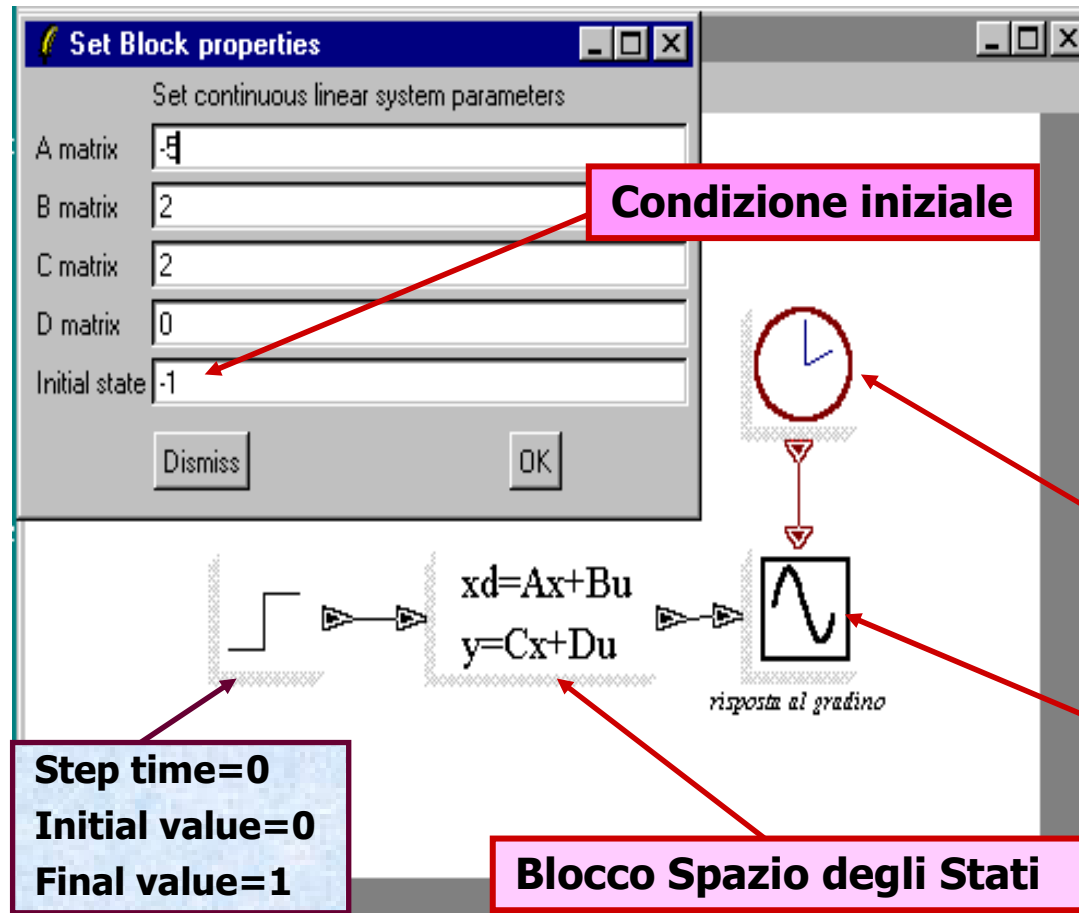 Set Block properties
Set continuous linear system parameters
A matrix -5
B matrix 2
C matrix 2
D matrix 0
Initial state -1
Dismiss OK
Condizione iniziale
xd=Ax+Bu
y=Cx+Du
risposta al gradino
Step time=0
Initial value=0
Final value=1
Blocco Spazio degli Stati